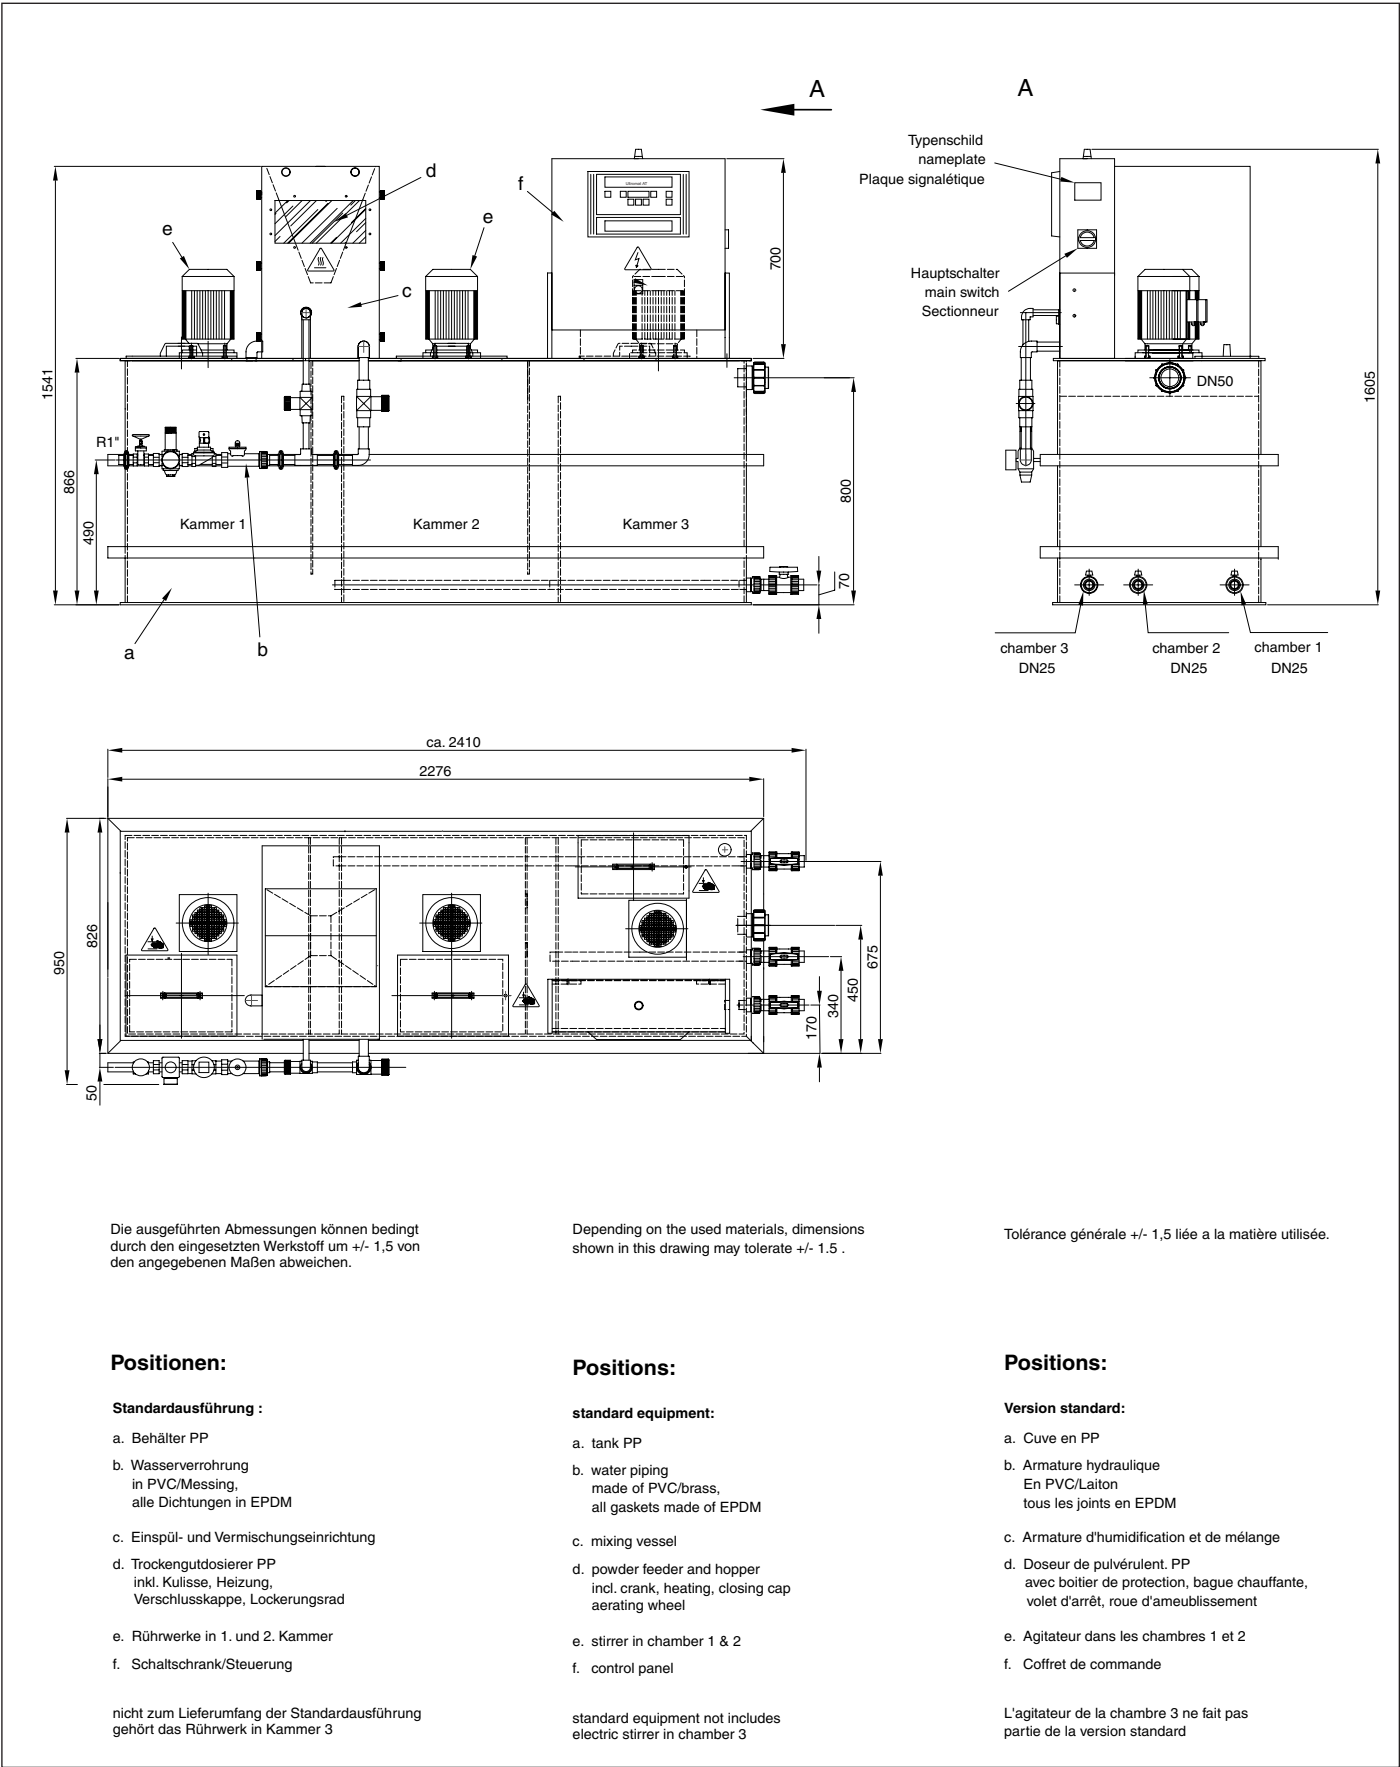 A
A
Typenschild
nameplate
Plaque signalétique
d
f
Ultromat AT
e
e
700
Hauptschalter
main switch
Sectionneur
c
1541
DN50
1605
R1"
866
490
800
Kammer 1
Kammer 2
Kammer 3
70
a
b
chamber 3
DN25
chamber 2
DN25
chamber 1
DN25
ca. 2410
2276
950
826
675
450
340
170
50
Die ausgeführten Abmessungen können bedingt
durch den eingesetzten Werkstoff um +/- 1,5 von
den angegebenen Maßen abweichen.
Depending on the used materials, dimensions
shown in this drawing may tolerate +/- 1.5 .
Tolérance générale +/- 1,5 liée a la matière utilisée.
Positionen:
Standardausführung :
a. Behälter PP
b. Wasserverrohrung
in PVC/Messing,
alle Dichtungen in EPDM
c. Einspül- und Vermischungseinrichtung
d. Trockengutdosierer PP
inkl. Kulisse, Heizung,
Verschlusskappe, Lockerungsrad
e. Rührwerke in 1. und 2. Kammer
f. Schaltschrank/Steuerung
nicht zum Lieferumfang der Standardausführung
gehört das Rührwerk in Kammer 3
Positions:
standard equipment:
a. tank PP
b. water piping
made of PVC/brass,
all gaskets made of EPDM
c. mixing vessel
d. powder feeder and hopper
incl. crank, heating, closing cap
aerating wheel
e. stirrer in chamber 1 & 2
f. control panel
standard equipment not includes
electric stirrer in chamber 3
Positions:
Version standard:
a. Cuve en PP
b. Armature hydraulique
En PVC/Laiton
tous les joints en EPDM
c. Armature d'humidification et de mélange
d. Doseur de pulvérulent. PP
avec boitier de protection, bague chauffante,
volet d'arrêt, roue d'ameublissement
e. Agitateur dans les chambres 1 et 2
f. Coffret de commande
L'agitateur de la chambre 3 ne fait pas
partie de la version standard